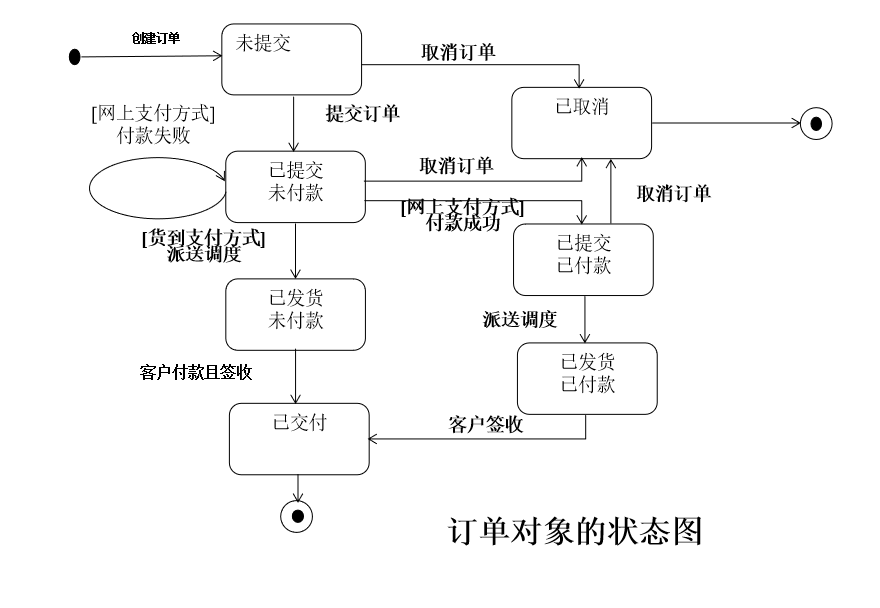 创建订单
未提交
取消订单
已取消
[网上支付方式]
付款失败
提交订单
已提交
未付款
取消订单
取消订单
[网上支付方式]
付款成功
[货到支付方式]
派送调度
已提交
已付款
已发货
未付款
派送调度
已发货
已付款
客户付款且签收
已交付
客户签收
订单对象的状态图